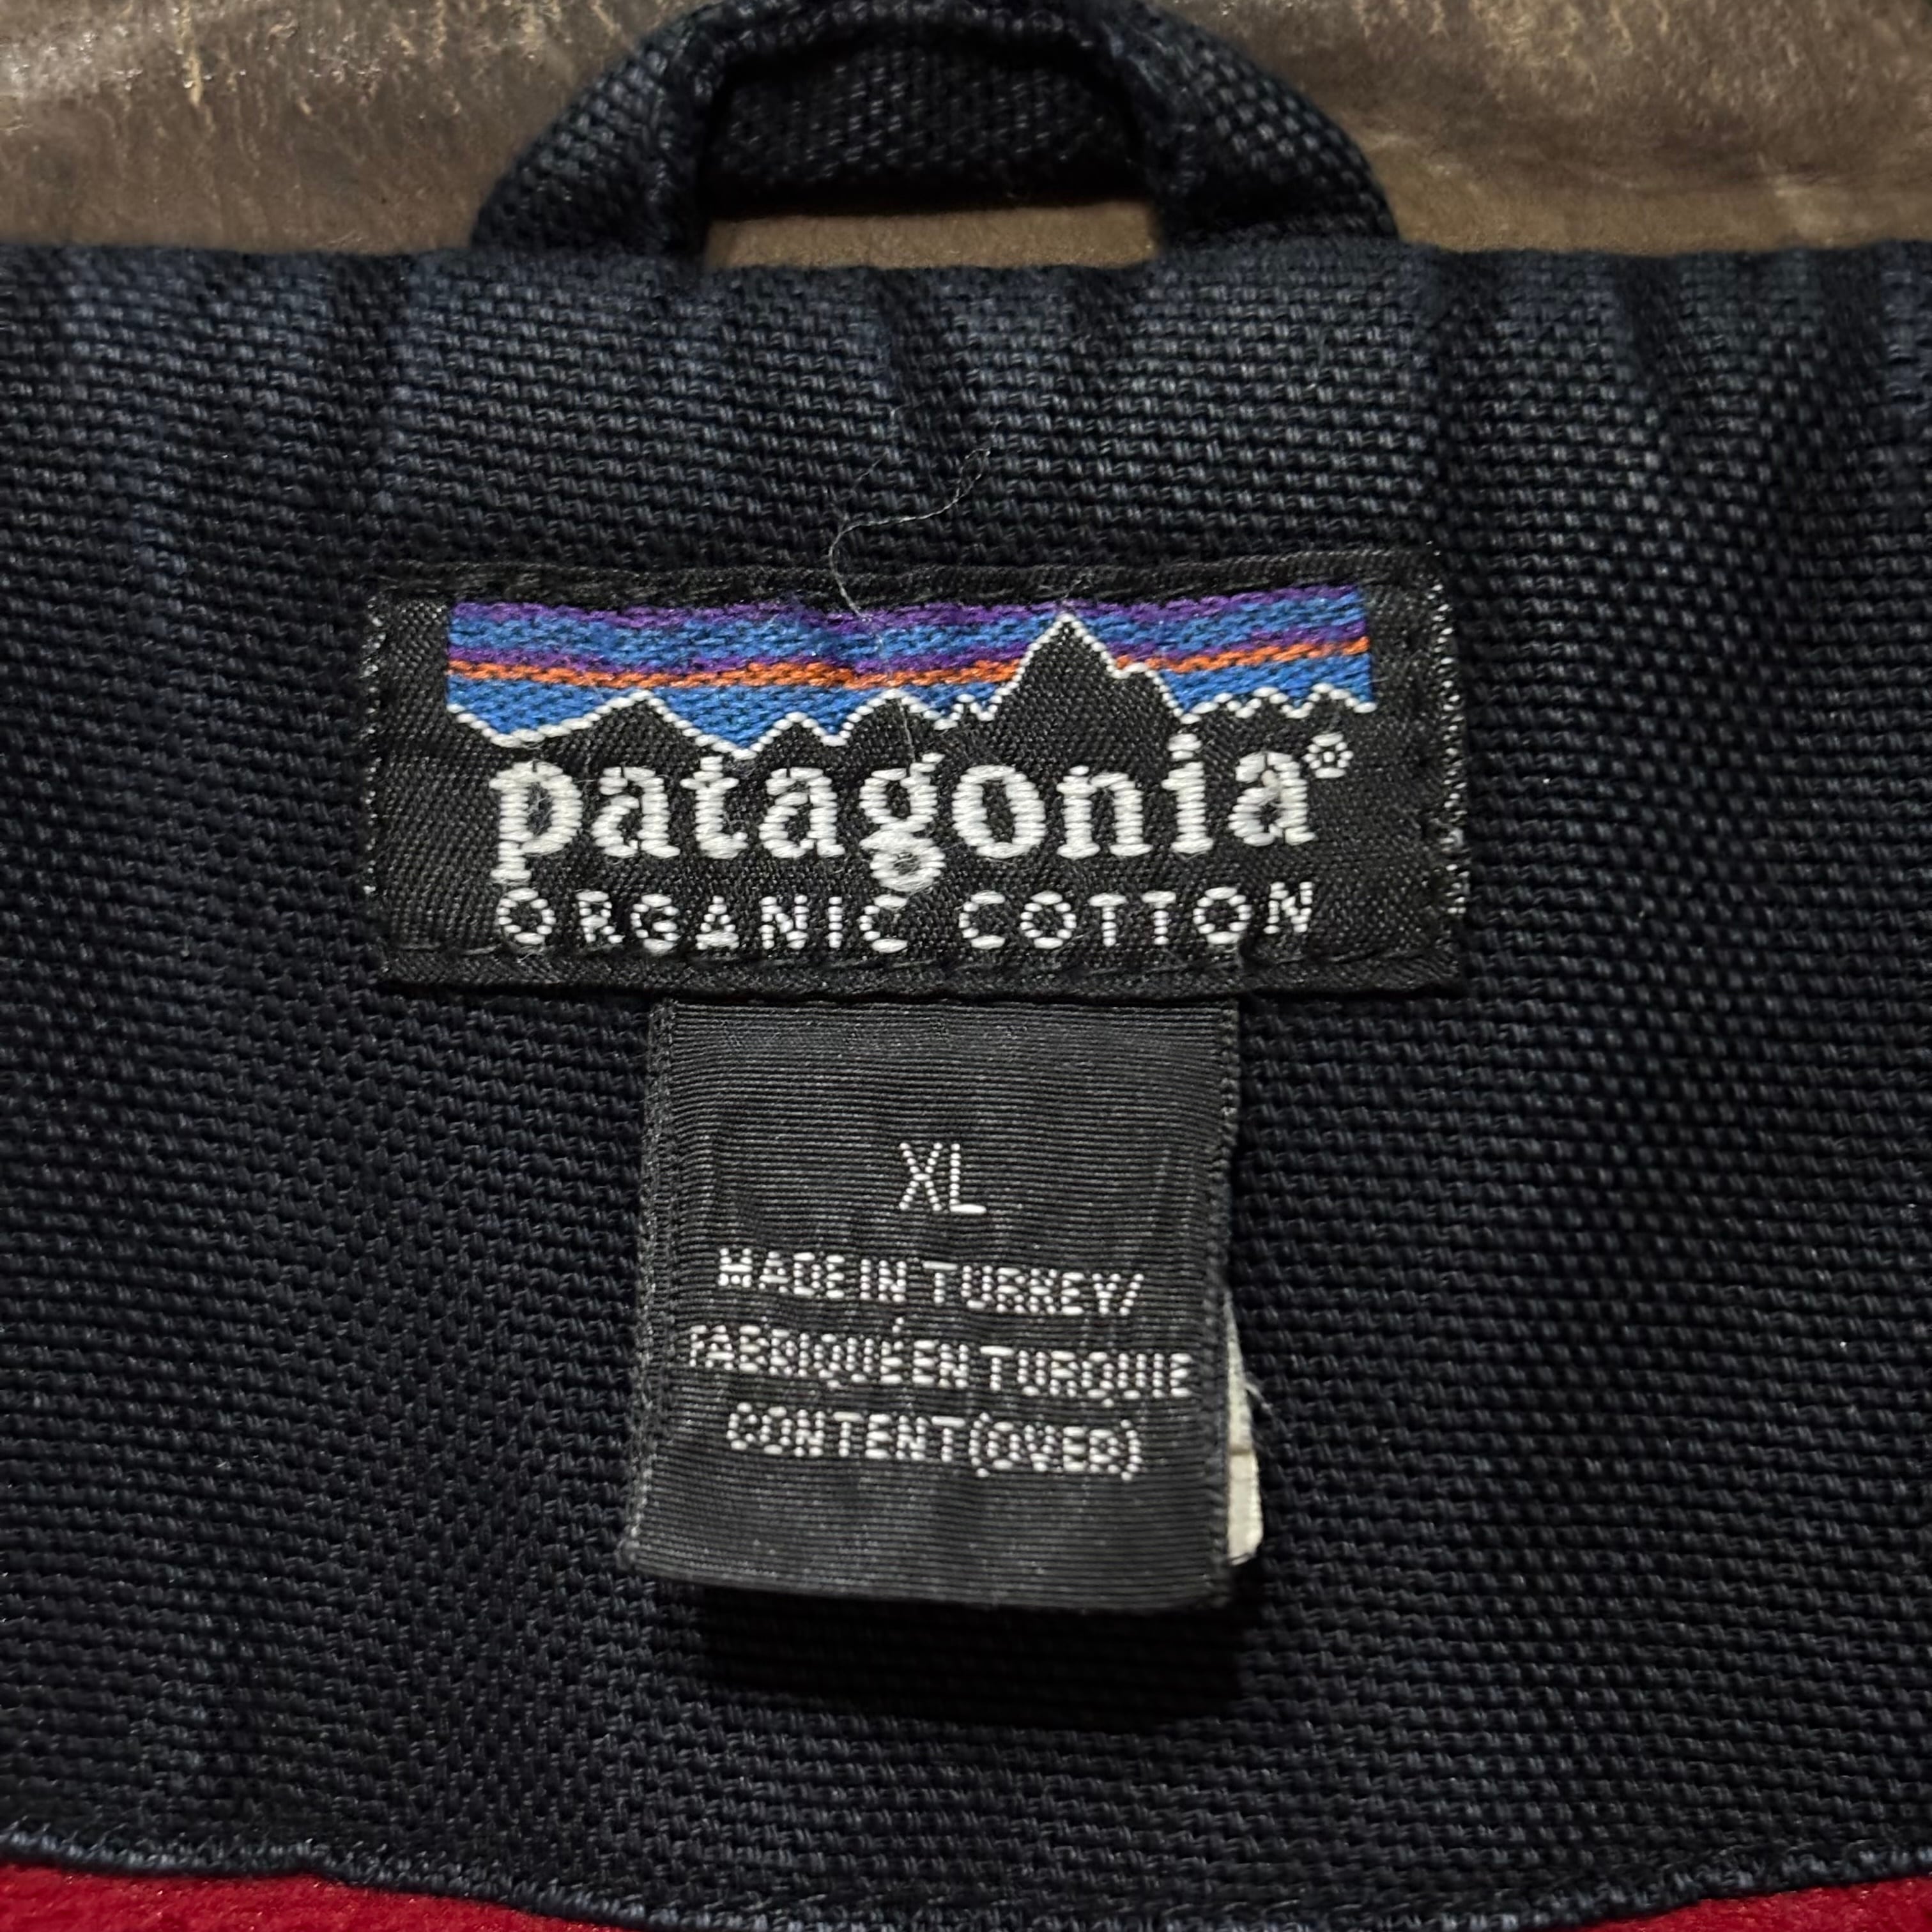 patagonia®
ORGANIC COTTON
XL
MADE IN TURKEY/
FABRIQUÉ EN TURQUIE
CONTENT (OVER)